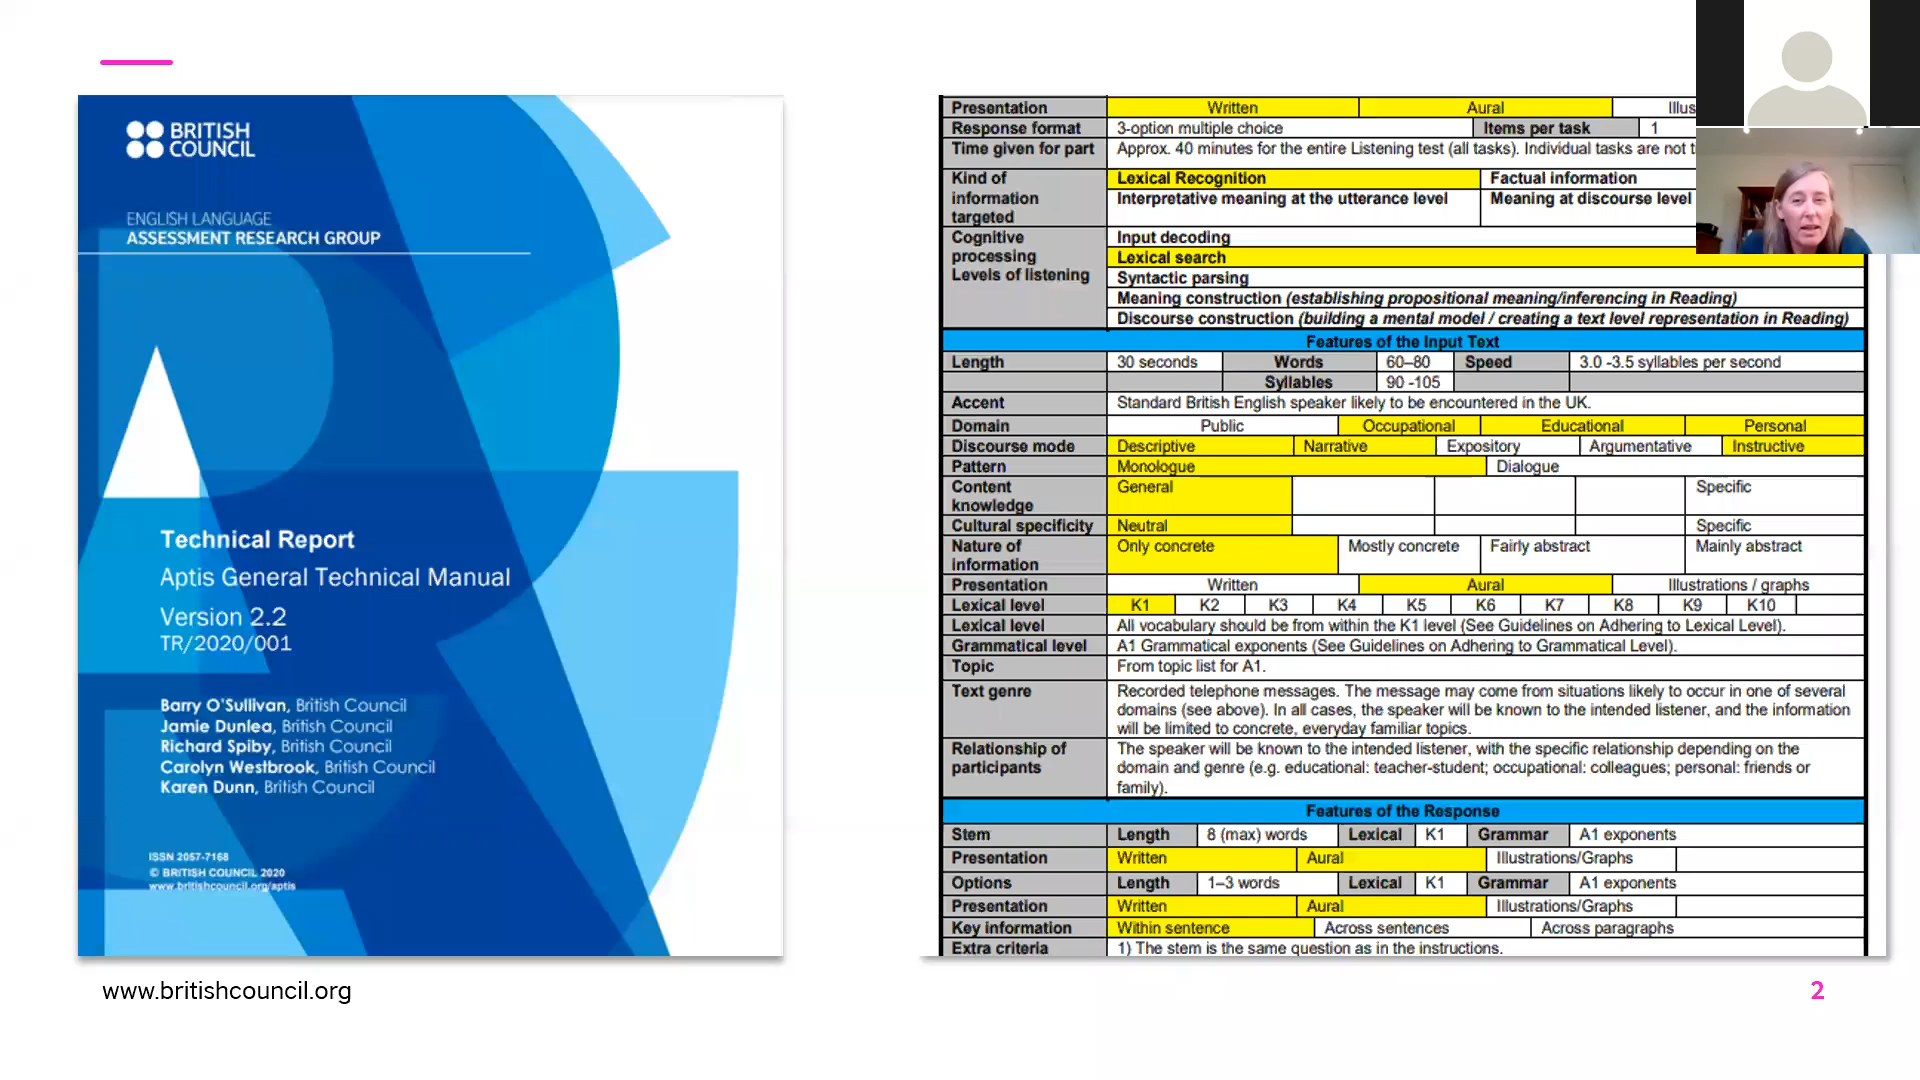 BRITISH
COUNCIL
ENGLISH LANGUAGE
ASSESSMENT RESEARCH GROUP
Technical Report
Aptis General Technical Manual
Version 2.2
TR/2020/001
Barry O'Sullivan, British Council
Jamie Dunlea, British Council
Richard Spiby, British Council
Carolyn Westbrook, British Council
Karen Dunn, British Council
ISSN 2057-7168
© BRITISH COUNCIL 2020
www.britishcouncil.org/aptis
Presentation Written Aural
Response format 3-option multiple choice Items per task 1
Time given for part Approx. 40 minutes for the entire Listening test (all tasks). Individual tasks are not
Kind of Lexical Recognition Factual information
information Interpretative meaning at the utterance level Meaning at discourse level
targeted
Cognitive Input decoding
processing Lexical search
Levels of listening Syntactic parsing
Meaning construction (establishing propositional meaning/inferencing in Reading)
Discourse construction (building a mental model / creating a text level representation in Reading)
Features of the Input Text
Length 30 seconds Words 60–80 Speed 3.0 -3.5 syllables per second
Syllables 90 -105
Accent Standard British English speaker likely to be encountered in the UK.
Domain Public Occupational Educational Personal
Discourse mode Descriptive Narrative Expository Argumentative Instructive
Pattern Monologue Dialogue
Content General Specific
knowledge
Cultural specificity Neutral Specific
Nature of Only concrete Mostly concrete Fairly abstract Mainly abstract
information
Presentation Written Aural Illustrations / graphs
Lexical level K1 K2 K3 K4 K5 K6 K7 K8 K9 K10
Lexical level All vocabulary should be from within the K1 level (See Guidelines on Adhering to Lexical Level).
Grammatical level A1 Grammatical exponents (See Guidelines on Adhering to Grammatical Level).
Topic From topic list for A1.
Text genre Recorded telephone messages. The message may come from situations likely to occur in one of several
domains (see above). In all cases, the speaker will be known to the intended listener, and the information
will be limited to concrete, everyday familiar topics.
Relationship of The speaker will be known to the intended listener, with the specific relationship depending on the
participants domain and genre (e.g. educational: teacher-student; occupational: colleagues; personal: friends or
family).
Features of the Response
Stem Length 8 (max) words Lexical K1 Grammar A1 exponents
Presentation Written Aural Illustrations/Graphs
Options Length 1–3 words Lexical K1 Grammar A1 exponents
Presentation Written Aural Illustrations/Graphs
Key information Within sentence Across sentences Across paragraphs
Extra criteria 1) The stem is the same question as in the instructions.
www.britishcouncil.org
2